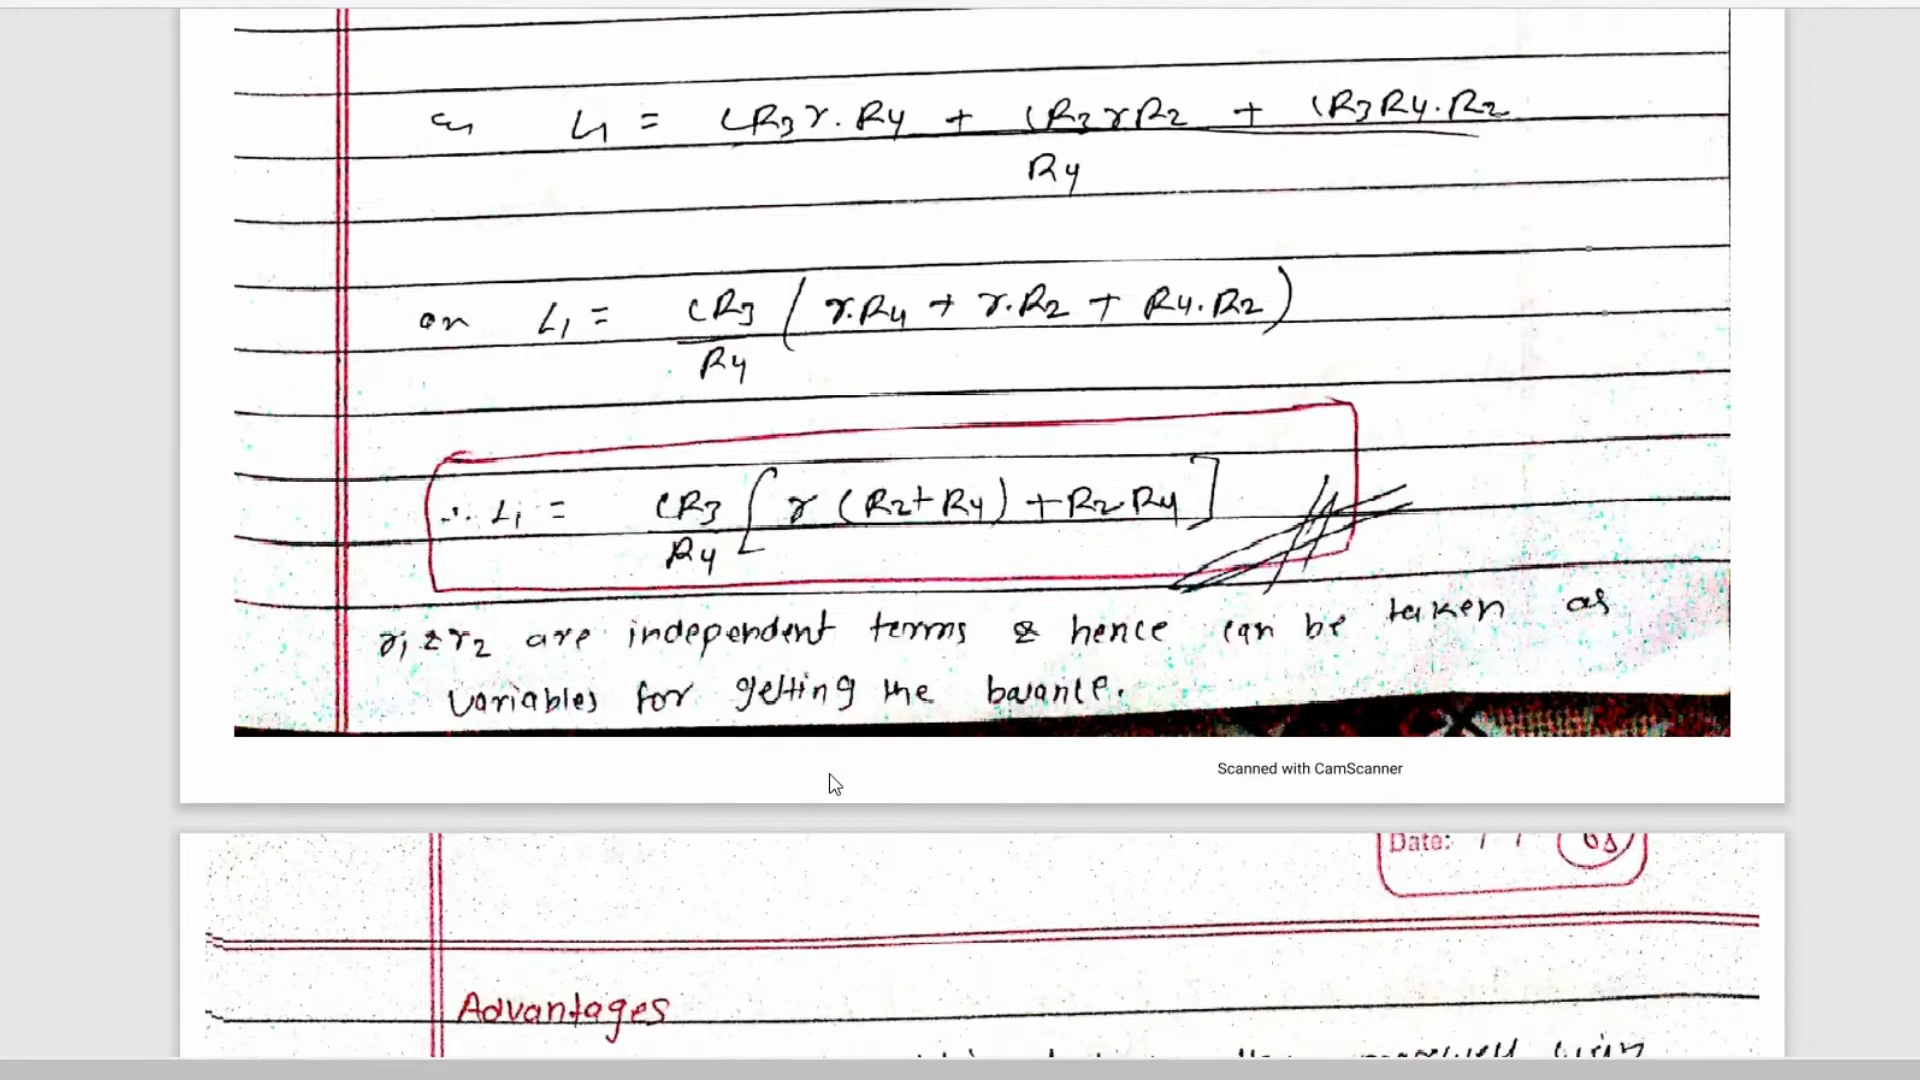 or L1 = CR3r.R4 + CR3rR2 + CR3R4.R2
R4
or L1 = CR3 ( r.R4 + r.R2 + R4.R2 )
R4
∴ L1 = CR3 [ r (R2+R4) + R2.R4 ]
R4
r1 & r2 are independent terms & hence can be taken as
variables for getting the balance.
Scanned with CamScanner
Date: / /
Advantages